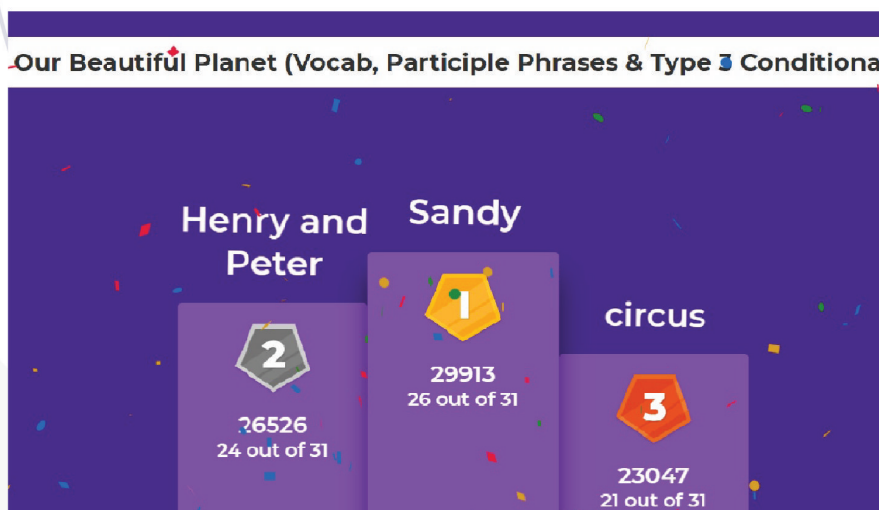 Our Beautiful Planet (Vocab, Participle Phrases & Type 3 Conditiona
Henry and
Peter
2
26526
24 out of 31
Sandy
1
29913
26 out of 31
circus
3
23047
21 out of 31